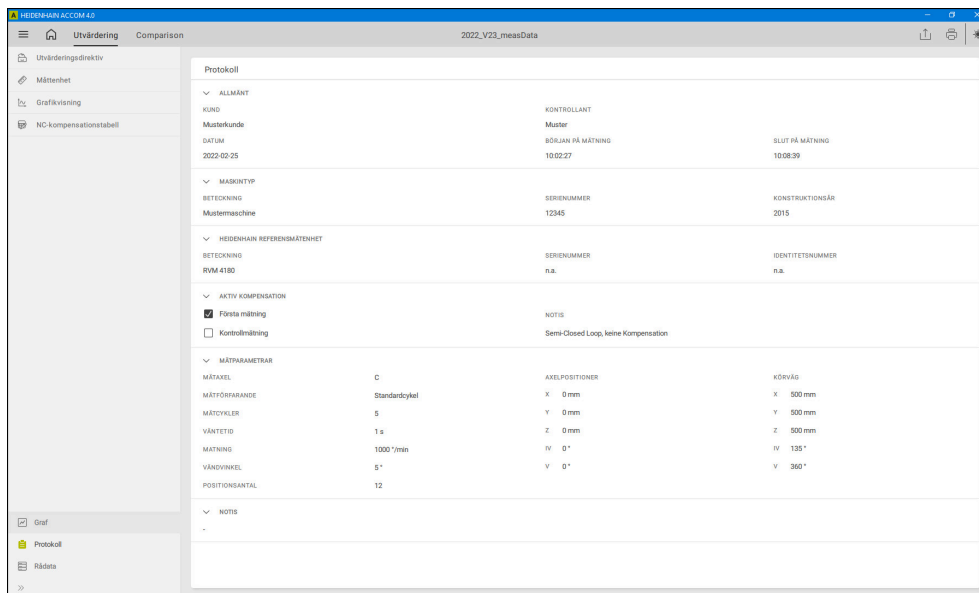 HEIDENHAIN ACCOM 4.0
Utvärdering Comparison 2022_V23_measData
Utvärderingsdirektiv
Måttenhet
Grafikvisning
NC-kompensationstabell
Graf
Protokoll
Rådata
Protokoll
ALLMÄNT
KUND KONTROLLANT
Musterkunde Muster
DATUM BÖRJAN PÅ MÄTNING SLUT PÅ MÄTNING
2022-02-25 10:02:27 10:08:39
MASKINTYP
BETECKNING SERIENUMMER KONSTRUKTIONSÅR
Mustermaschine 12345 2015
HEIDENHAIN REFERENSMÄTENHET
BETECKNING SERIENUMMER IDENTITETSNUMMER
RVM 4180 n.a. n.a.
AKTIV KOMPENSATION
Första mätning NOTIS
Kontrollmätning Semi-Closed Loop, keine Kompensation
MÄTPARAMETRAR
MÄTAXEL C AXELPOSITIONER KÖRVÄG
MÄTFÖRFARANDE Standardcykel X 0 mm X 500 mm
MÄTCYKLER 5 Y 0 mm Y 500 mm
VÄNTETID 1 s Z 0 mm Z 500 mm
MATNING 1000 °/min IV 0 ° IV 135 °
VÄNDVINKEL 5 ° V 0 ° V 360 °
POSITIONSANTAL 12
NOTIS
-